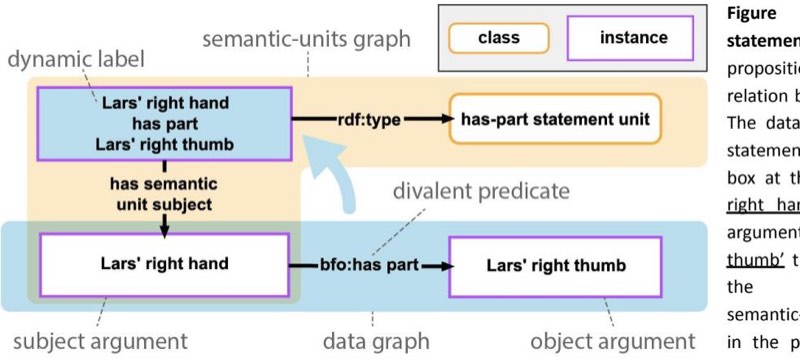 semantic-units graph
class
instance
dynamic label
Lars' right hand
has part
Lars' right thumb
rdf:type
has-part statement unit
has semantic
unit subject
divalent predicate
Lars' right hand
bfo:has part
Lars' right thumb
subject argument
data graph
object argument
Figure
statemen
propositi
relation b
The data
statemen
box at th
right han
argument
thumb' t
the
semantic-
in the p